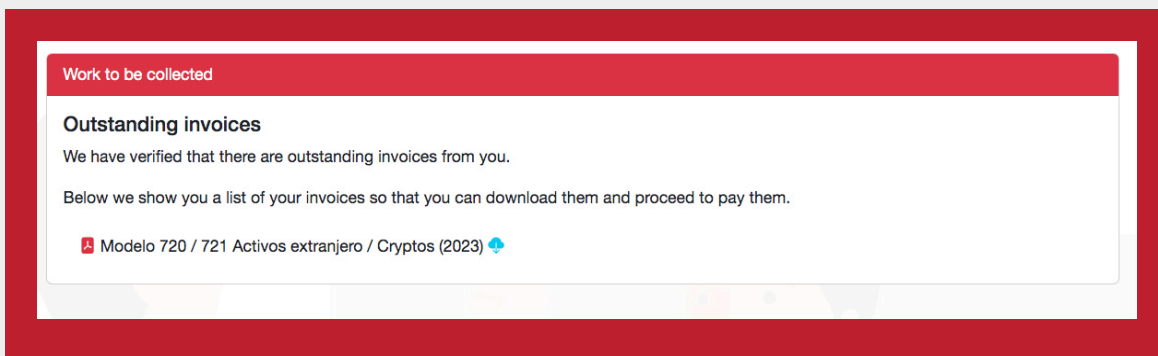 Work to be collected
Outstanding invoices
We have verified that there are outstanding invoices from you.
Below we show you a list of your invoices so that you can download them and proceed to pay them.
Modelo 720 / 721 Activos extranjero / Cryptos (2023)